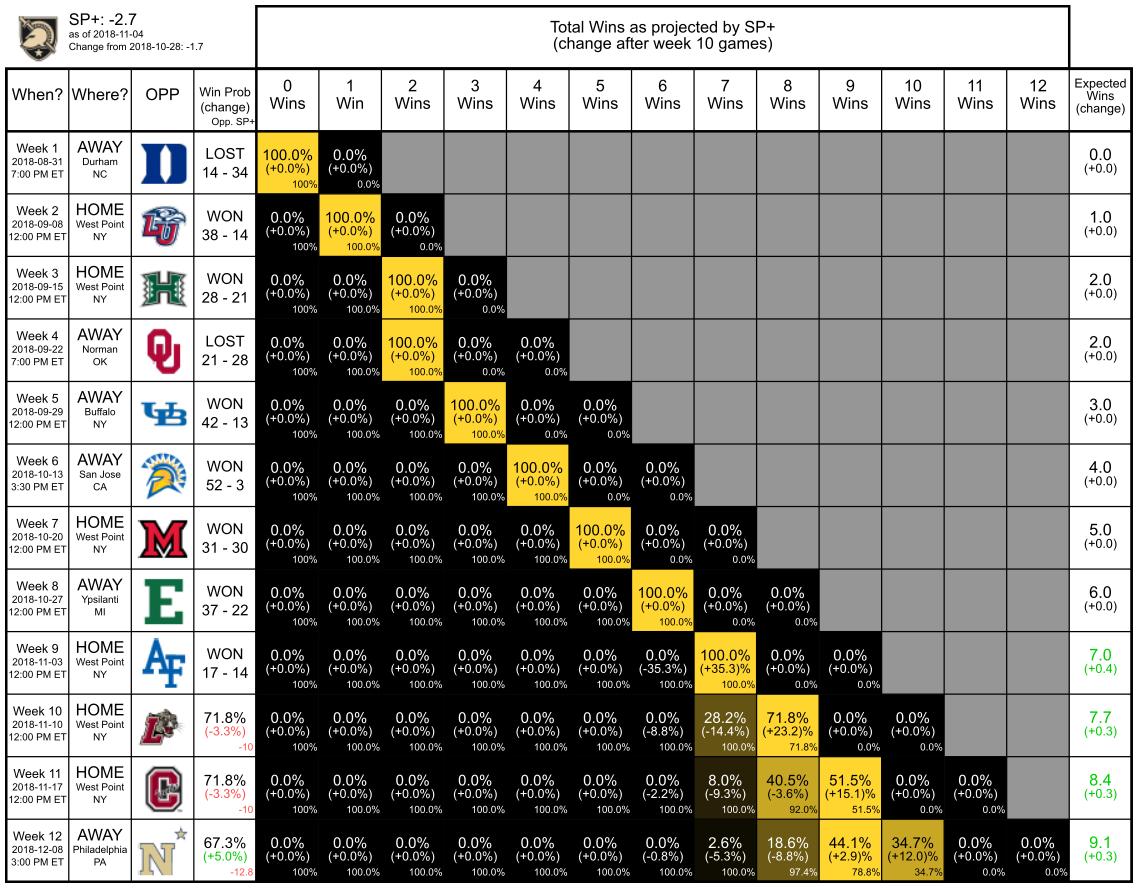 SP+: -2.7
as of 2018-11-04
Change from 2018-10-28: -1.7
Total Wins as projected by SP+
(change after week 10 games)
When? Where? OPP Win Prob (change) Opp. SP+
0 Wins 1 Win 2 Wins 3 Wins 4 Wins 5 Wins 6 Wins 7 Wins 8 Wins 9 Wins 10 Wins 11 Wins 12 Wins
Expected Wins (change)
Week 1 AWAY LOST 100.0% 0.0% 0.0
2018-08-31 Durham D (+0.0%) (+0.0%) (+0.0)
7:00 PM ET NC 14 - 34 100% 0.0%
Week 2 HOME WON 0.0% 100.0% 0.0% 1.0
2018-09-08 West Point LU (+0.0%) (+0.0%) (+0.0%) (+0.0)
12:00 PM ET NY 38 - 14 100% 100.0% 0.0%
Week 3 HOME WON 0.0% 0.0% 100.0% 0.0% 2.0
2018-09-15 West Point H (+0.0%) (+0.0%) (+0.0%) (+0.0%) (+0.0)
12:00 PM ET NY 28 - 21 100% 100.0% 100.0% 0.0%
Week 4 AWAY LOST 0.0% 0.0% 100.0% 0.0% 0.0% 2.0
2018-09-22 Norman OU (+0.0%) (+0.0%) (+0.0%) (+0.0%) (+0.0%) (+0.0)
7:00 PM ET OK 21 - 28 100% 100.0% 100.0% 0.0% 0.0%
Week 5 AWAY WON 0.0% 0.0% 0.0% 100.0% 0.0% 0.0% 3.0
2018-09-29 Buffalo UB (+0.0%) (+0.0%) (+0.0%) (+0.0%) (+0.0%) (+0.0%) (+0.0)
12:00 PM ET NY 42 - 13 100% 100.0% 100.0% 100.0% 0.0% 0.0%
Week 6 AWAY WON 0.0% 0.0% 0.0% 0.0% 100.0% 0.0% 0.0% 4.0
2018-10-13 San Jose (+0.0%) (+0.0%) (+0.0%) (+0.0%) (+0.0%) (+0.0%) (+0.0%) (+0.0)
3:30 PM ET CA 52 - 3 100% 100.0% 100.0% 100.0% 100.0% 0.0% 0.0%
Week 7 HOME WON 0.0% 0.0% 0.0% 0.0% 0.0% 100.0% 0.0% 0.0% 5.0
2018-10-20 West Point M (+0.0%) (+0.0%) (+0.0%) (+0.0%) (+0.0%) (+0.0%) (+0.0%) (+0.0%) (+0.0)
12:00 PM ET NY 31 - 30 100% 100.0% 100.0% 100.0% 100.0% 100.0% 0.0% 0.0%
Week 8 AWAY WON 0.0% 0.0% 0.0% 0.0% 0.0% 0.0% 100.0% 0.0% 0.0% 6.0
2018-10-27 Ypsilanti E (+0.0%) (+0.0%) (+0.0%) (+0.0%) (+0.0%) (+0.0%) (+0.0%) (+0.0%) (+0.0%) (+0.0)
12:00 PM ET MI 37 - 22 100% 100.0% 100.0% 100.0% 100.0% 100.0% 100.0% 0.0% 0.0%
Week 9 HOME WON 0.0% 0.0% 0.0% 0.0% 0.0% 0.0% 0.0% 100.0% 0.0% 0.0% 7.0
2018-11-03 West Point AF (+0.0%) (+0.0%) (+0.0%) (+0.0%) (+0.0%) (+0.0%) (-35.3%) (+35.3)% (+0.0%) (+0.0%) (+0.4)
12:00 PM ET NY 17 - 14 100% 100.0% 100.0% 100.0% 100.0% 100.0% 100.0% 100.0% 0.0% 0.0%
Week 10 HOME 71.8% 0.0% 0.0% 0.0% 0.0% 0.0% 0.0% 0.0% 28.2% 71.8% 0.0% 0.0% 7.7
2018-11-10 West Point L (-3.3%) (+0.0%) (+0.0%) (+0.0%) (+0.0%) (+0.0%) (+0.0%) (-8.8%) (-14.4%) (+23.2)% (+0.0%) (+0.0%) (+0.3)
12:00 PM ET NY -10 100% 100.0% 100.0% 100.0% 100.0% 100.0% 100.0% 100.0% 71.8% 0.0% 0.0%
Week 11 HOME 71.8% 0.0% 0.0% 0.0% 0.0% 0.0% 0.0% 0.0% 8.0% 40.5% 51.5% 0.0% 0.0% 8.4
2018-11-17 West Point C (-3.3%) (+0.0%) (+0.0%) (+0.0%) (+0.0%) (+0.0%) (+0.0%) (-2.2%) (-9.3%) (-3.6%) (+15.1)% (+0.0%) (+0.0%) (+0.3)
12:00 PM ET NY -10 100% 100.0% 100.0% 100.0% 100.0% 100.0% 100.0% 100.0% 92.0% 51.5% 0.0% 0.0%
Week 12 AWAY 67.3% 0.0% 0.0% 0.0% 0.0% 0.0% 0.0% 0.0% 2.6% 18.6% 44.1% 34.7% 0.0% 0.0% 9.1
2018-12-08 Philadelphia N (+5.0%) (+0.0%) (+0.0%) (+0.0%) (+0.0%) (+0.0%) (+0.0%) (-0.8%) (-5.3%) (-8.8%) (+2.9)% (+12.0)% (+0.0%) (+0.0%) (+0.3)
3:00 PM ET PA -12.8 100% 100.0% 100.0% 100.0% 100.0% 100.0% 100.0% 100.0% 97.4% 78.8% 34.7% 0.0% 0.0%